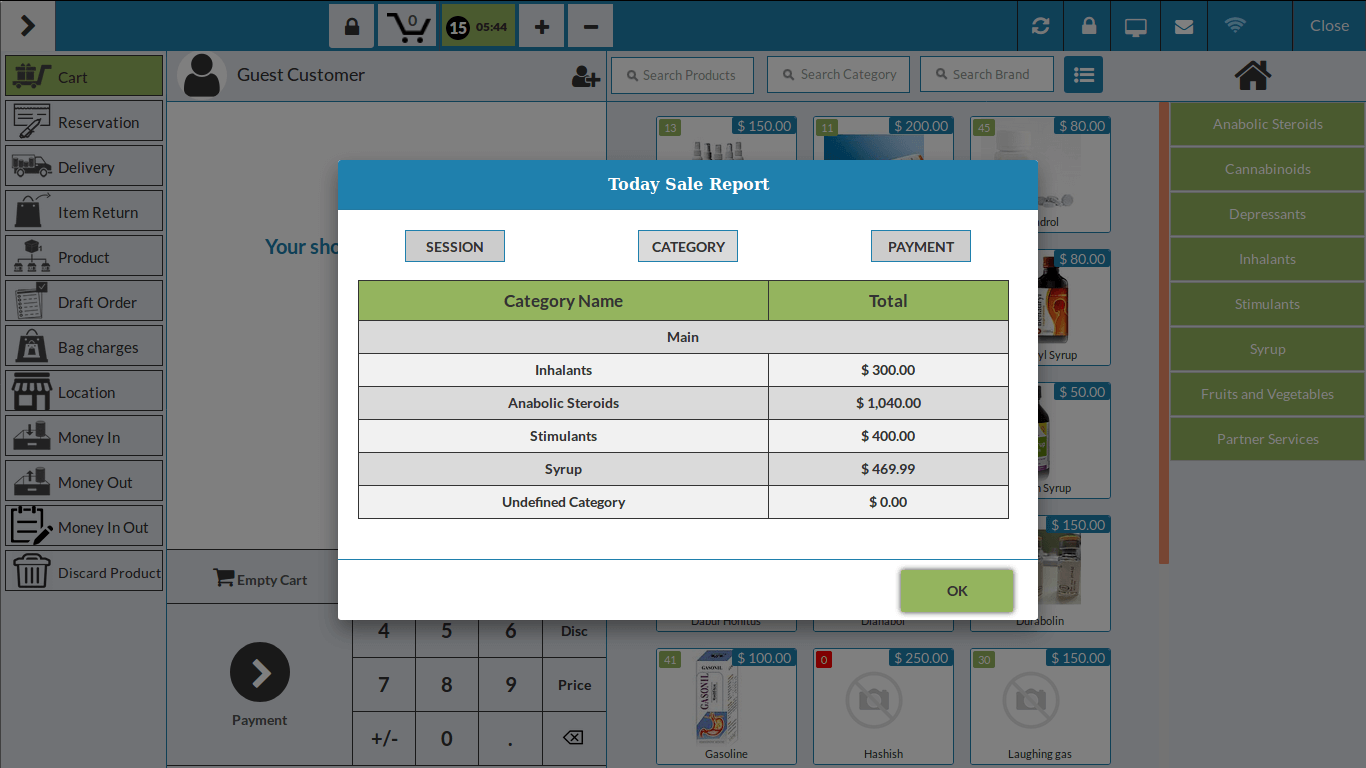 0
15 05:44
Close
Cart
Reservation
Delivery
Item Return
Product
Draft Order
Bag charges
Location
Money In
Money Out
Money In Out
Discard Product
Guest Customer
Search Products
Search Category
Search Brand
Your sho
Empty Cart
Payment
4 5 6 Disc
7 8 9 Price
+/- 0 .
13 $ 150.00
11 $ 200.00
45 $ 80.00
drol
$ 80.00
yl Syrup
$ 50.00
Syrup
$ 150.00
Dabur Honitus
Dianabol
Durabolin
41 $ 100.00
GASONIL
GASONIL
Gasoline
0 $ 250.00
Hashish
30 $ 150.00
Laughing gas
Anabolic Steroids
Cannabinoids
Depressants
Inhalants
Stimulants
Syrup
Fruits and Vegetables
Partner Services
Today Sale Report
SESSION CATEGORY PAYMENT
Category Name Total
Main
Inhalants $ 300.00
Anabolic Steroids $ 1,040.00
Stimulants $ 400.00
Syrup $ 469.99
Undefined Category $ 0.00
OK